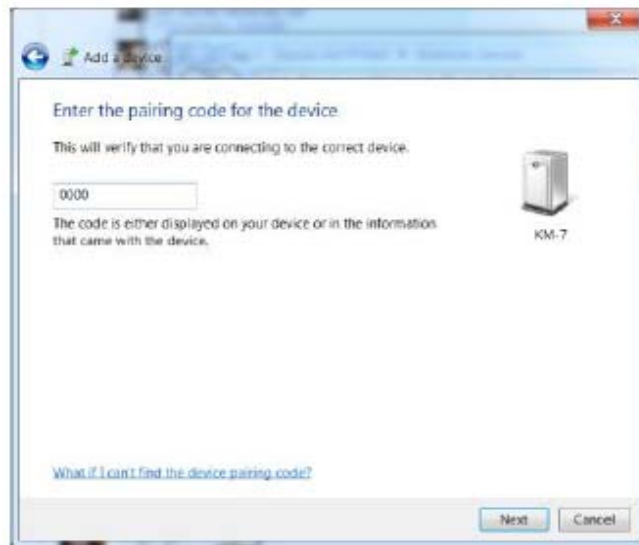 Add a device
Enter the pairing code for the device
This will verify that you are connecting to the correct device.
0000
The code is either displayed on your device or in the information
that came with the device.
KM-7
What if I can't find the device pairing code?
Next
Cancel